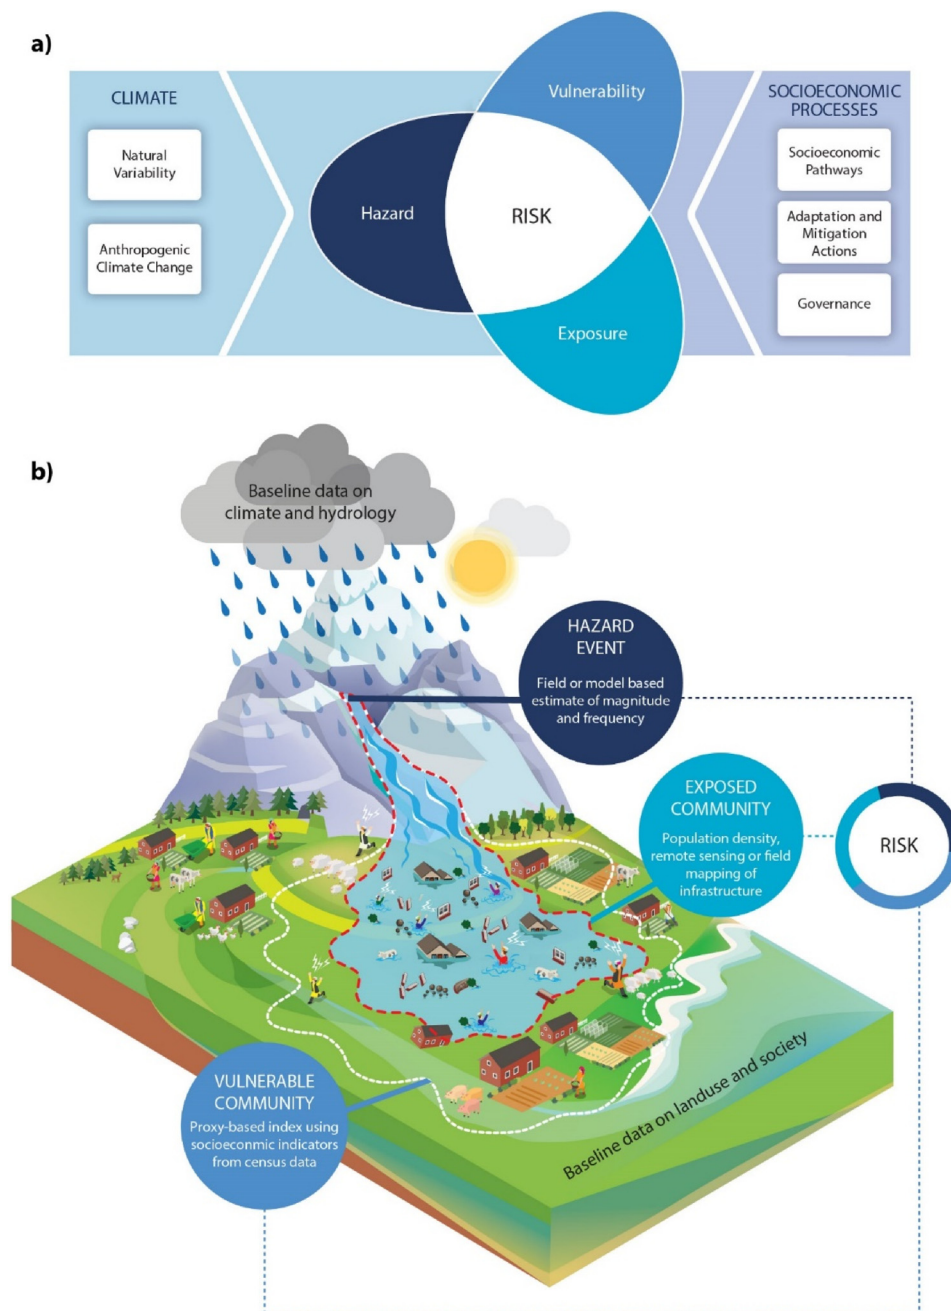 a)
CLIMATE
Natural
Variability
Anthropogenic
Climate Change
Hazard
Vulnerability
RISK
Exposure
SOCIOECONOMIC
PROCESSES
Socioeconomic
Pathways
Adaptation and
Mitigation
Actions
Governance
b)
Baseline data on
climate and hydrology
HAZARD
EVENT
Field or model based
estimate of magnitude
and frequency
EXPOSED
COMMUNITY
Population density,
remote sensing or field
mapping of
infrastructure
RISK
VULNERABLE
COMMUNITY
Proxy-based index using
socioeconmic indicators
from census data
Baseline data on landuse and society